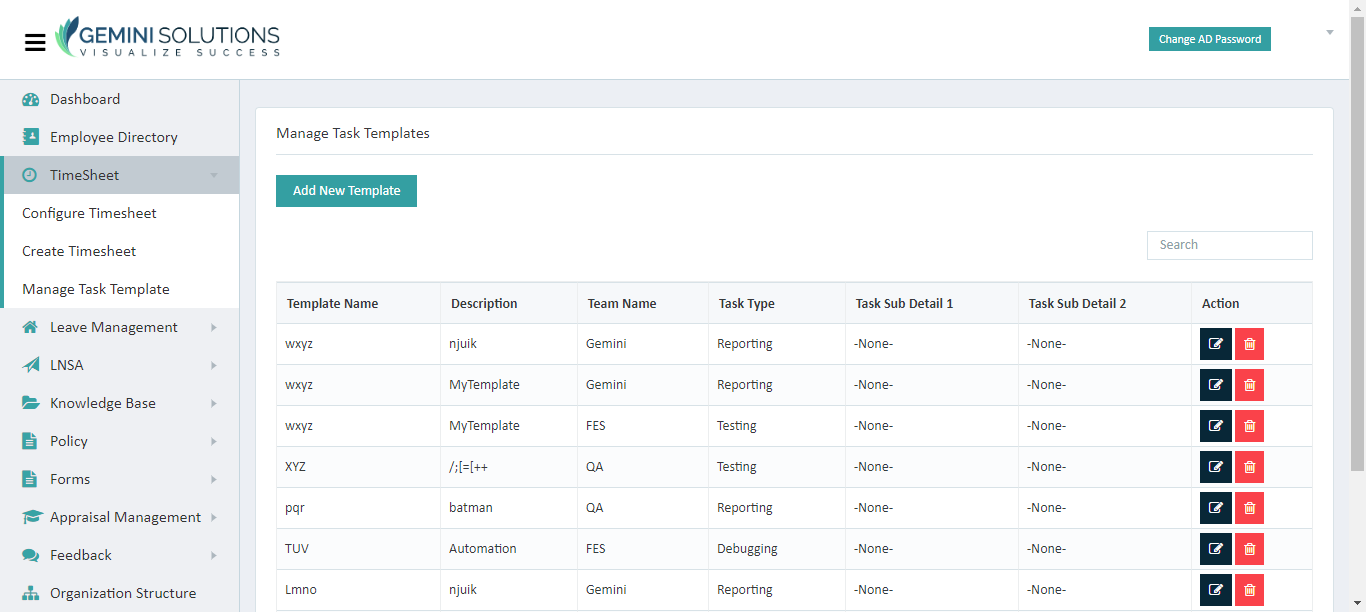 GEMINI SOLUTIONS
VISUALIZE SUCCESS
Change AD Password
Dashboard
Employee Directory
TimeSheet
Configure Timesheet
Create Timesheet
Manage Task Template
Leave Management
LNSA
Knowledge Base
Policy
Forms
Appraisal Management
Feedback
Organization Structure
Manage Task Templates
Add New Template
Search
Template Name Description Team Name Task Type Task Sub Detail 1 Task Sub Detail 2 Action
wxyz njuik Gemini Reporting -None- -None-
wxyz MyTemplate Gemini Reporting -None- -None-
wxyz MyTemplate FES Testing -None- -None-
XYZ /;[=[++ QA Testing -None- -None-
pqr batman QA Reporting -None- -None-
TUV Automation FES Debugging -None- -None-
Lmno njuik Gemini Reporting -None- -None-